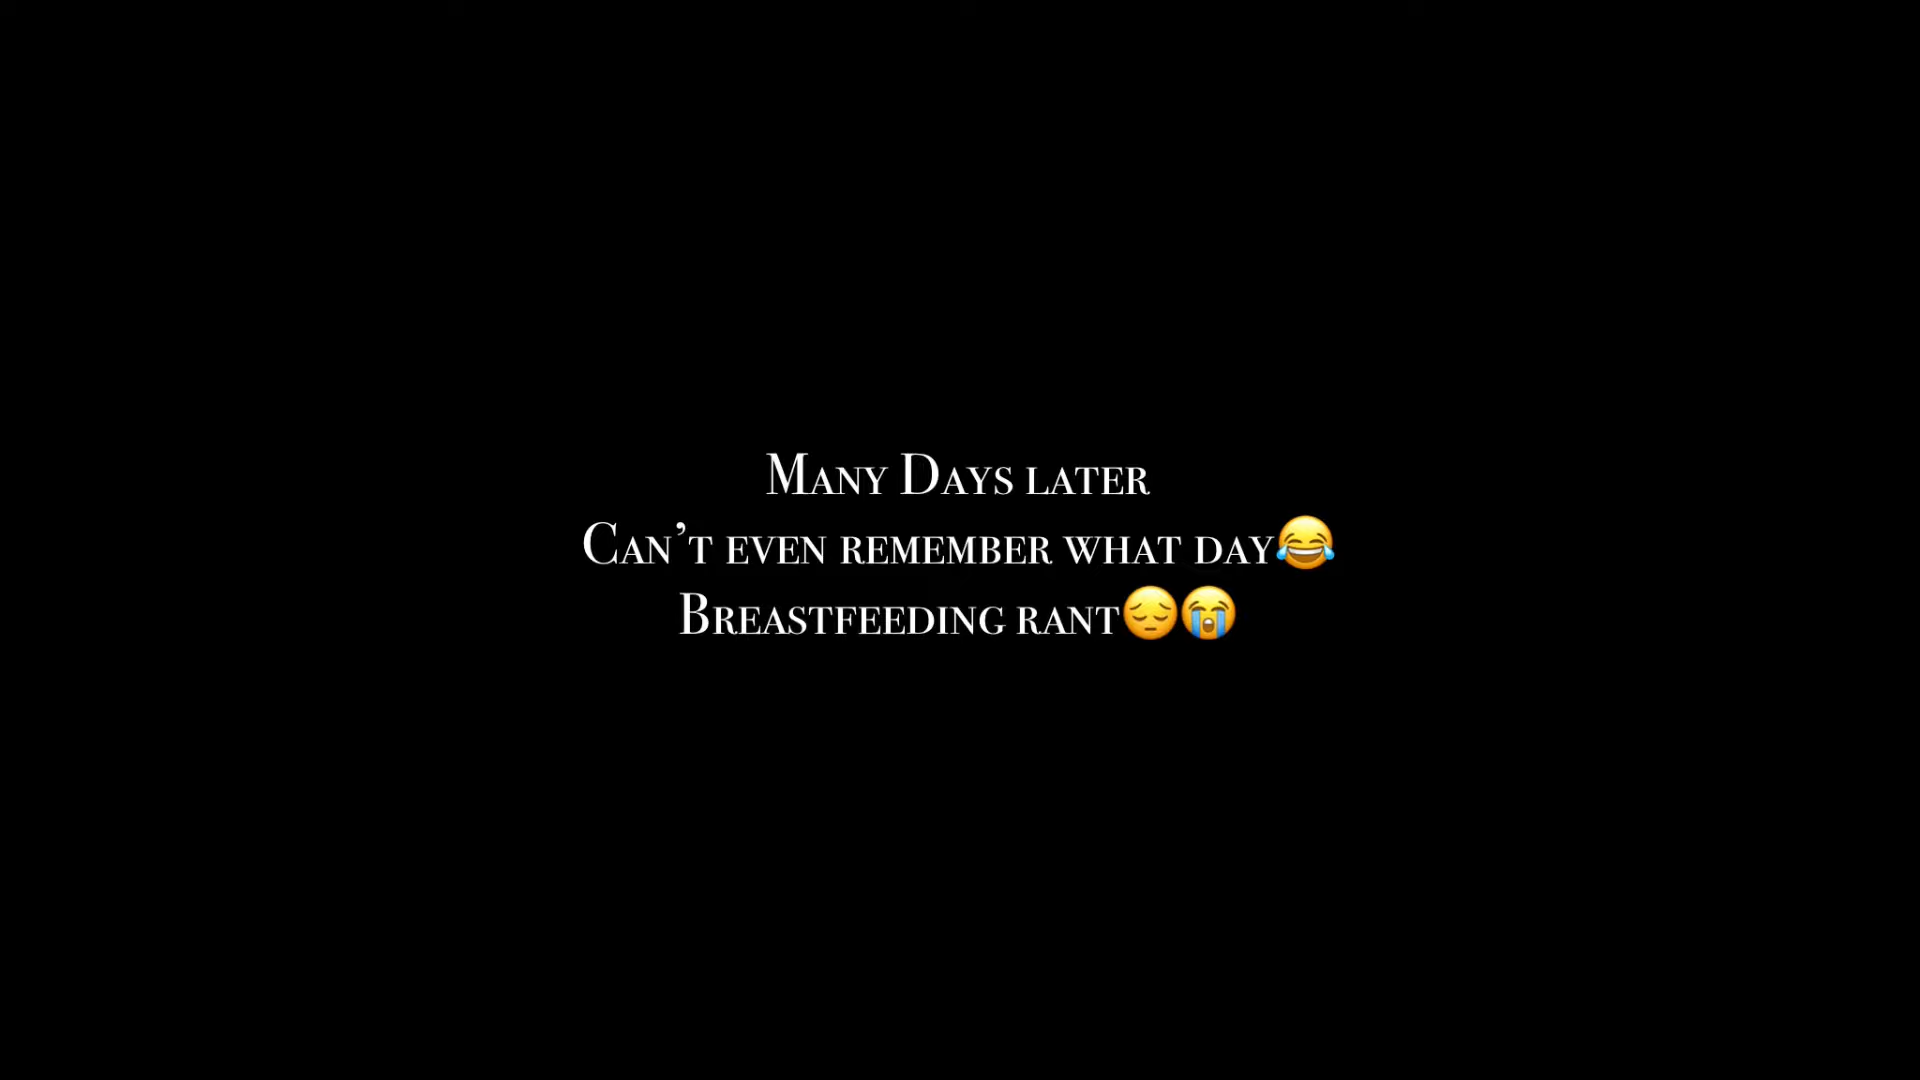 Many Days later
Can’t even remember what day😂
Breastfeeding rant😔😭